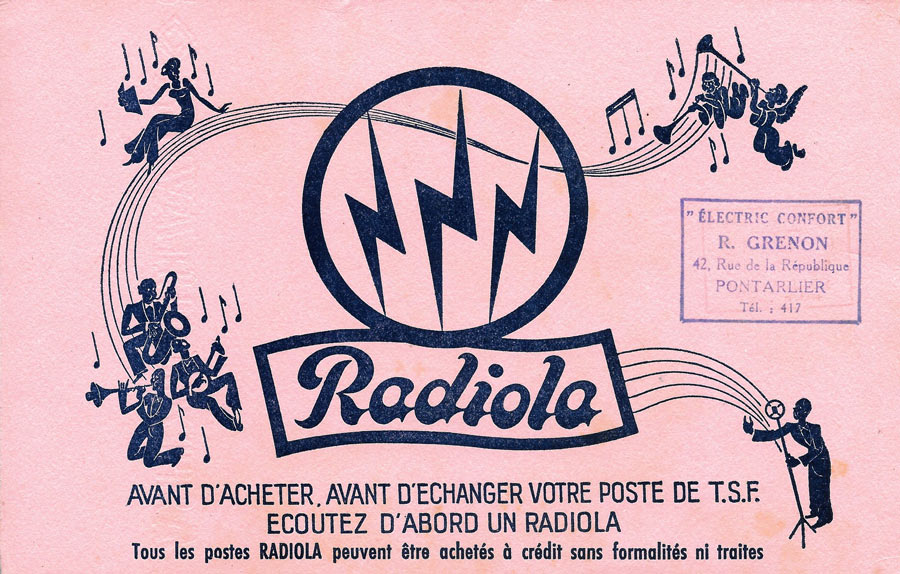 "ÉLECTRIC CONFORT"
R. GRENON
42, Rue de la République
PONTARLIER
Tél. : 417
Radiola
AVANT D'ACHETER, AVANT D'ECHANGER VOTRE POSTE DE T.S.F.
ECOUTEZ D'ABORD UN RADIOLA
Tous les postes RADIOLA peuvent être achetés à crédit sans formalités ni traites